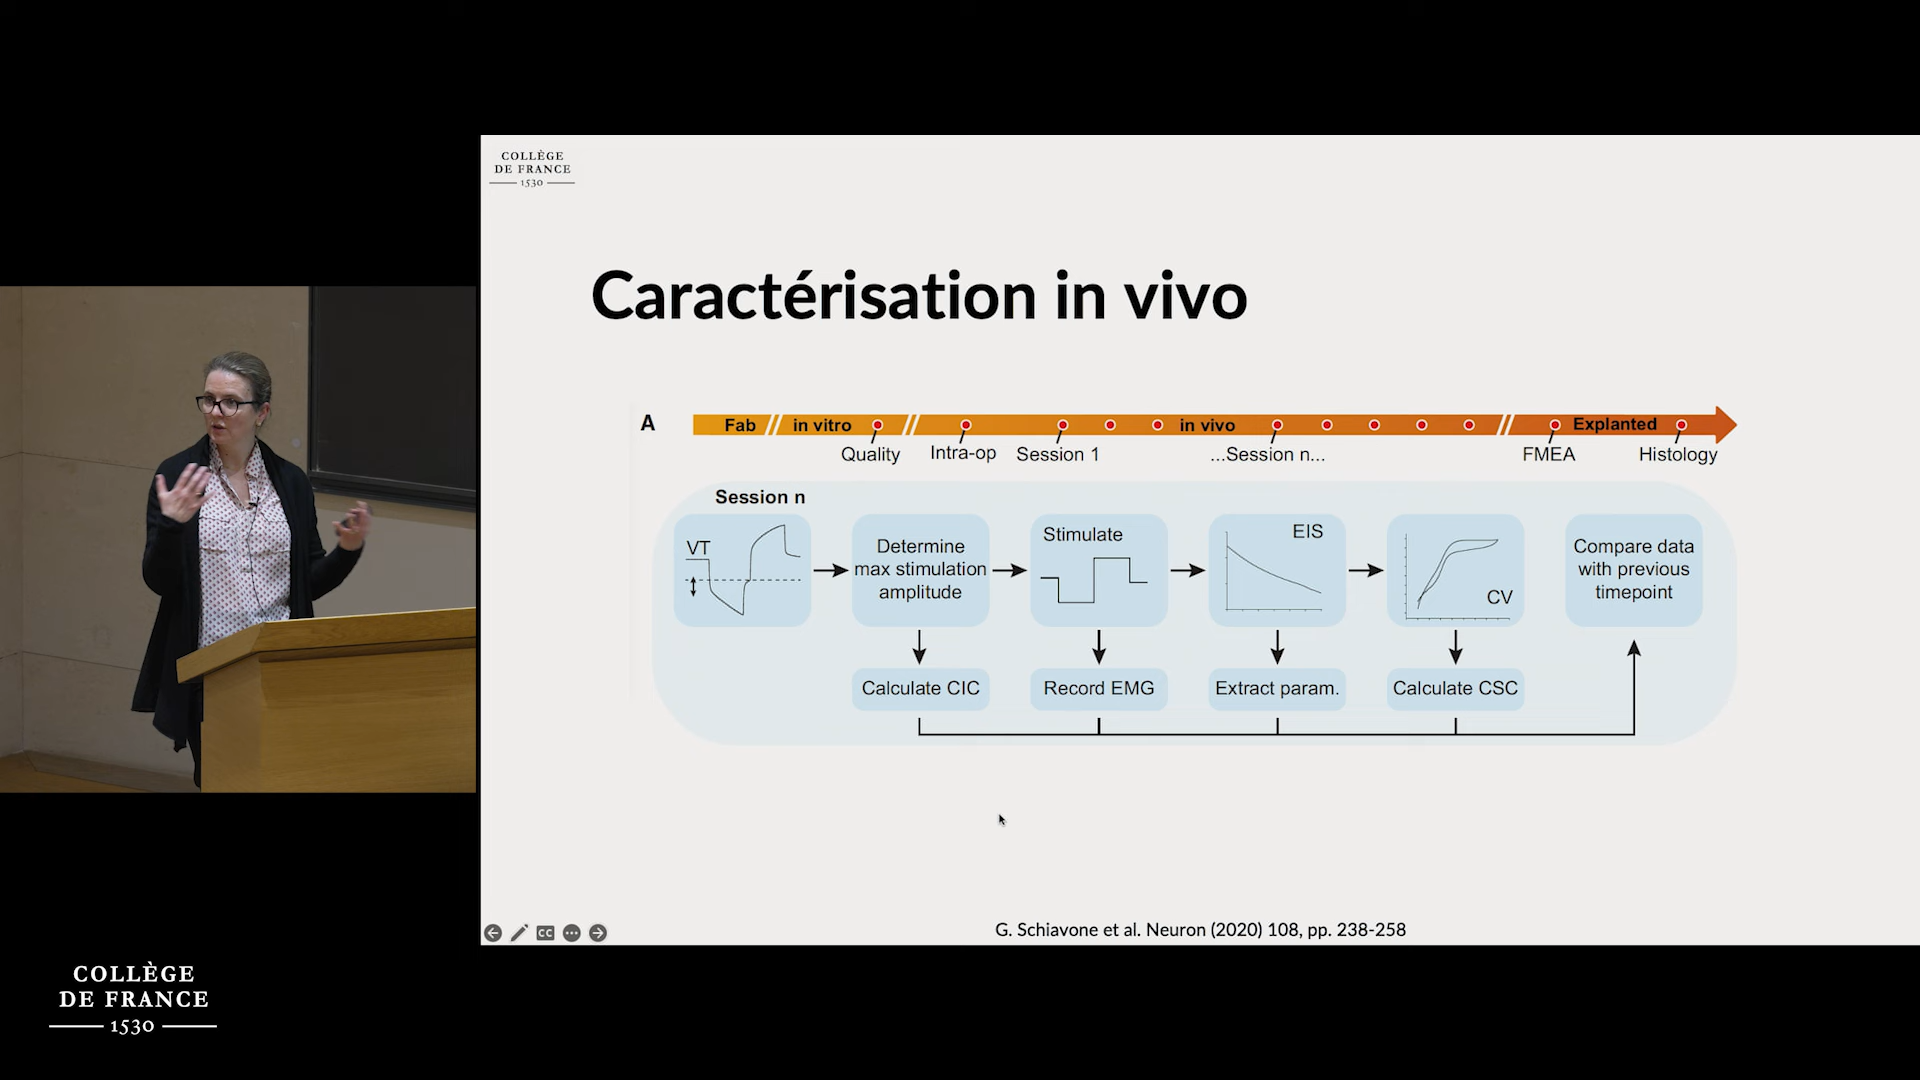 COLLÈGE
DE FRANCE
1530
Caractérisation in vivo
A
Fab
in vitro
in vivo
Explanted
Quality
Intra-op
Session 1
...Session n...
FMEA
Histology
Session n
VT
Determine
max stimulation
amplitude
Stimulate
EIS
CV
Compare data
with previous
timepoint
Calculate CIC
Record EMG
Extract param.
Calculate CSC
G. Schiavone et al. Neuron (2020) 108, pp. 238-258
CC
COLLÈGE
DE FRANCE
1530